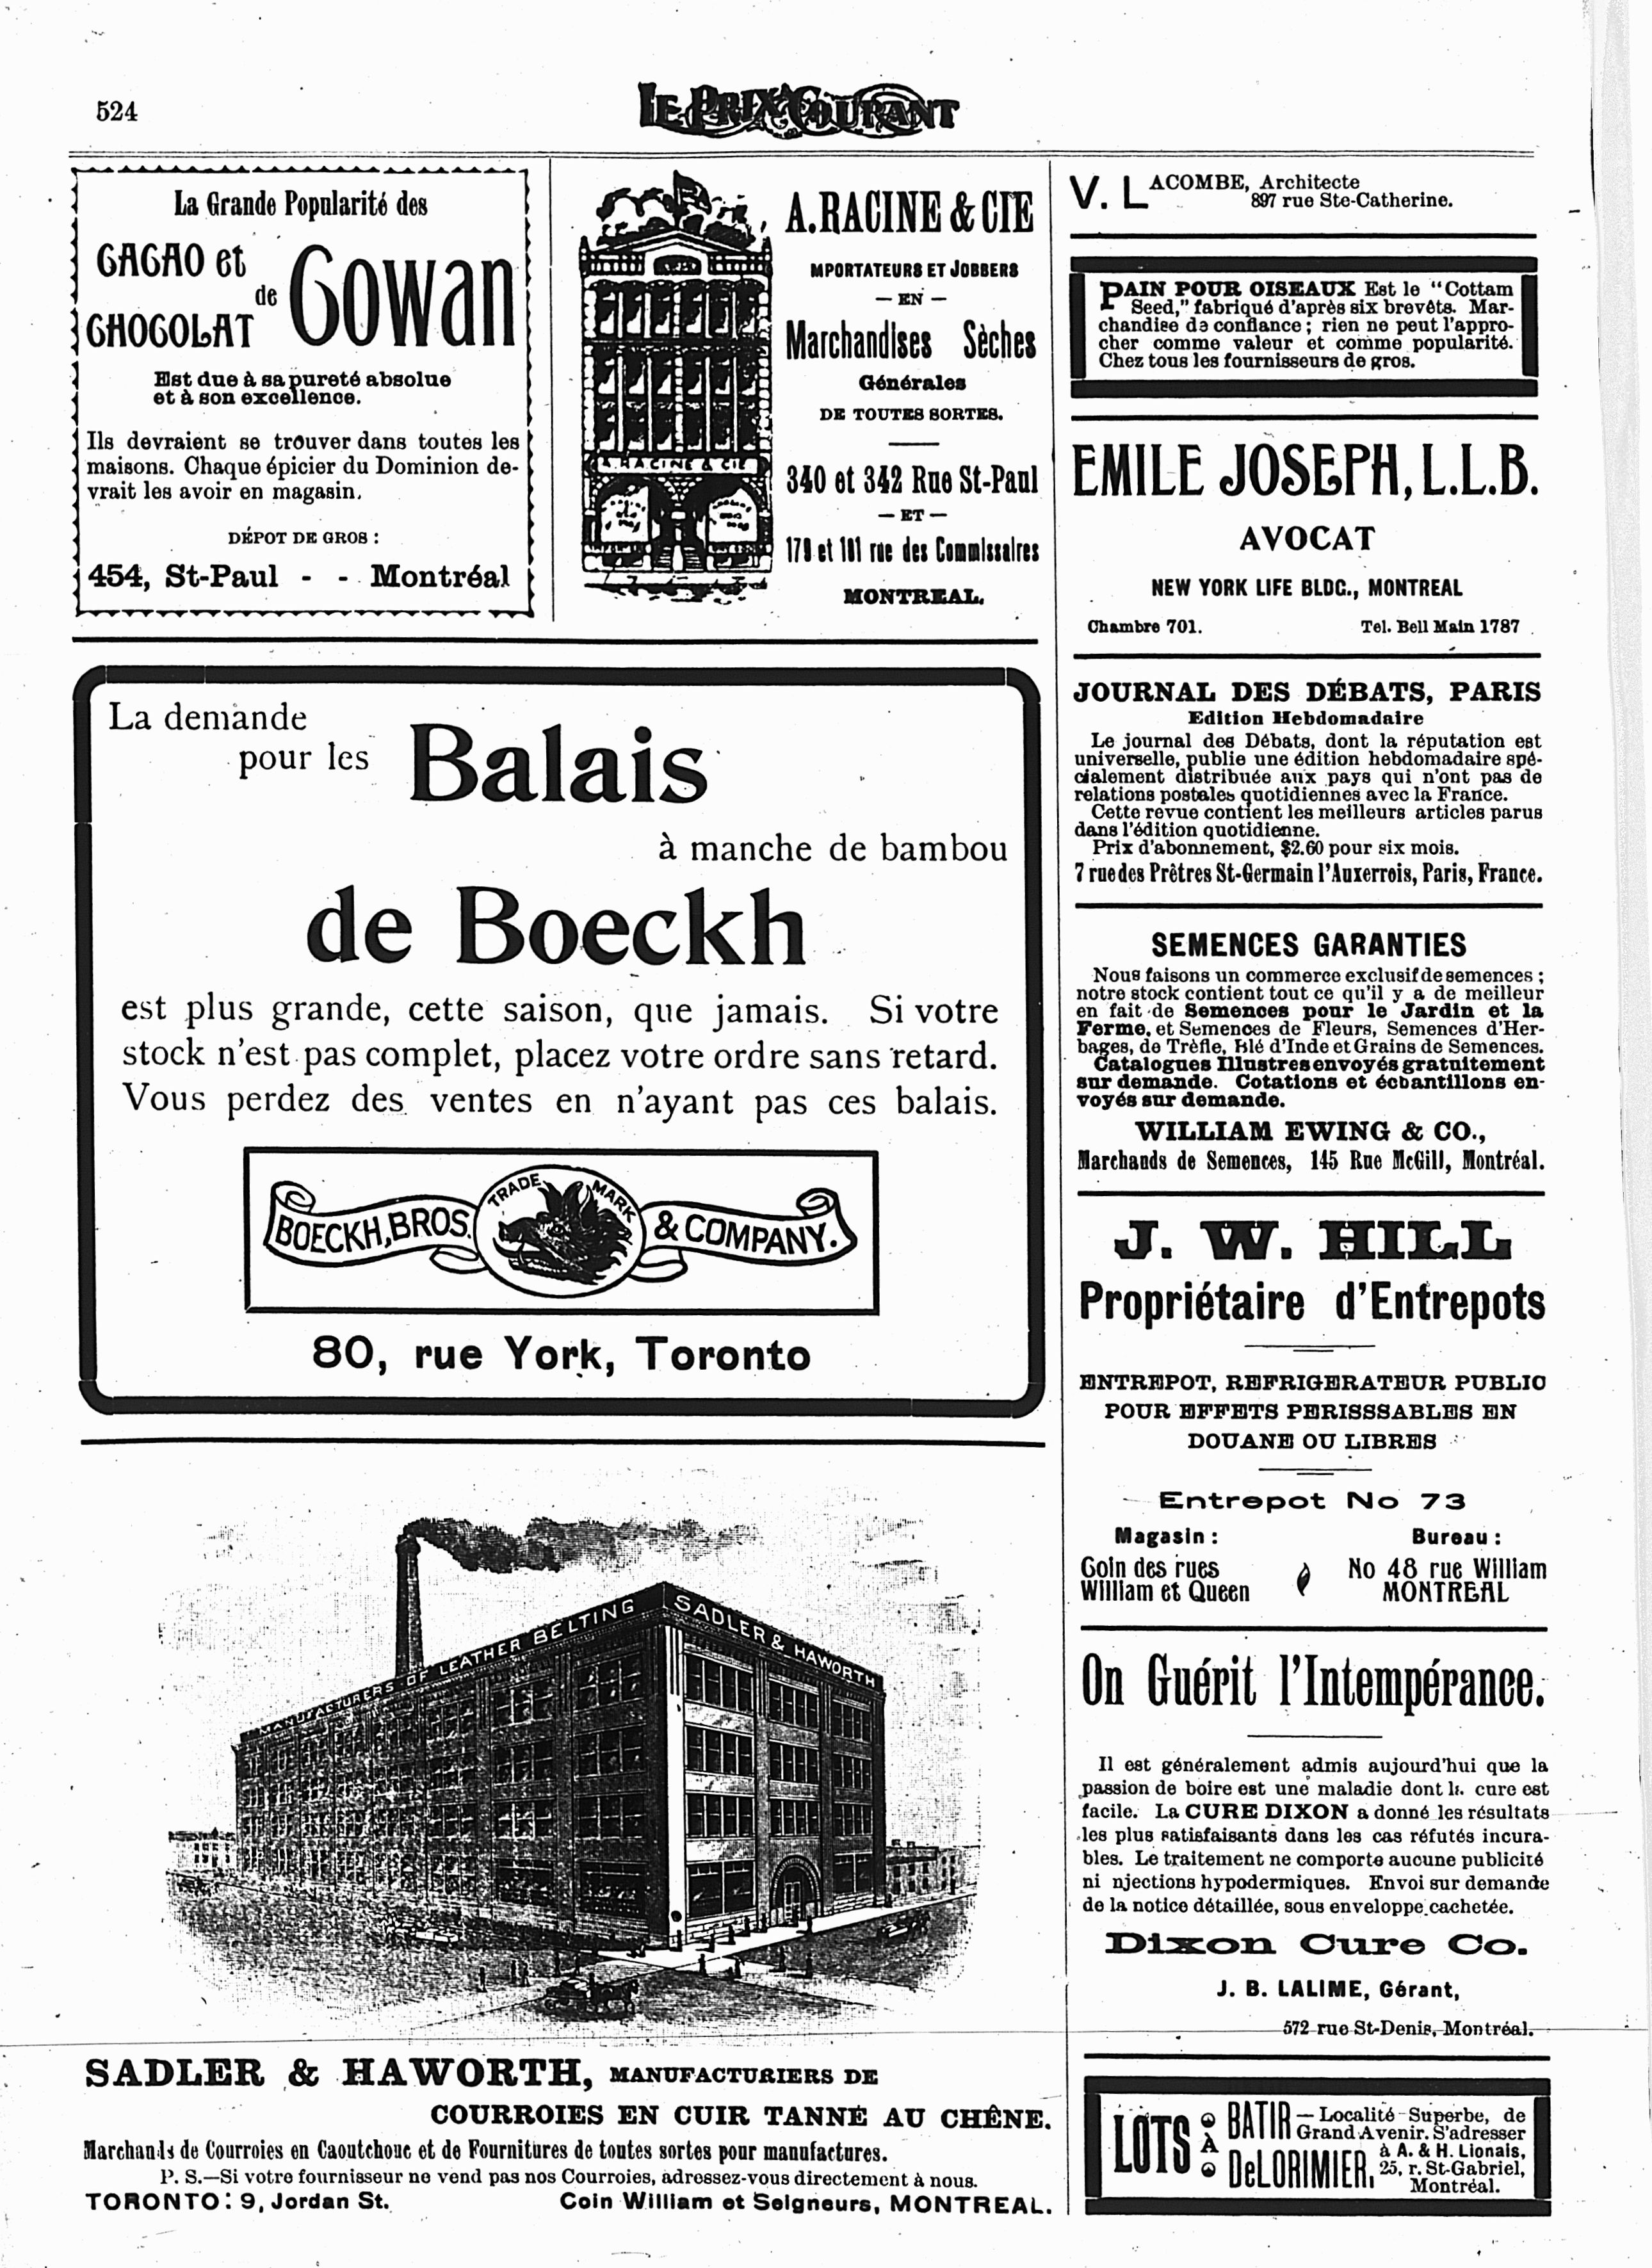 524
LE PRIX COURANT
La Grande Popularité des
CACAO et
de
CHOCOLAT
Cowan
Est due à sa pureté absolue
et à son excellence.
Ils devraient se trouver dans toutes les
maisons. Chaque épicier du Dominion de-
vrait les avoir en magasin.
DÉPOT DE GROS :
454, St-Paul - - Montréal
A. RACINE & CIE
MPORTATEURS ET JOBBERS
— EN —
Marchandises Sèches
Générales
DE TOUTES SORTES.
340 et 342 Rue St-Paul
— ET —
179 et 181 rue des Commissaires
MONTREAL.
A. RACINE & CIE
La demande
pour les
Balais
à manche de bambou
de Boeckh
est plus grande, cette saison, que jamais. Si votre
stock n'est pas complet, placez votre ordre sans retard.
Vous perdez des ventes en n'ayant pas ces balais.
BOECKH, BROS. TRADE MARK & COMPANY.
80, rue York, Toronto
MANUFACTURERS OF LEATHER BELTING
SADLER & HAWORTH
SADLER & HAWORTH, MANUFACTURIERS DE
COURROIES EN CUIR TANNÉ AU CHÊNE.
Marchands de Courroies en Caoutchouc et de Fournitures de toutes sortes pour manufactures.
P. S.—Si votre fournisseur ne vend pas nos Courroies, adressez-vous directement à nous.
TORONTO: 9, Jordan St. Coin William et Seigneurs, MONTREAL.
V. LACOMBE, Architecte
897 rue Ste-Catherine.
PAIN POUR OISEAUX Est le "Cottam
Seed," fabriqué d'après six brevêts. Mar-
chandise de confiance ; rien ne peut l'appro-
cher comme valeur et comme popularité.
Chez tous les fournisseurs de gros.
EMILE JOSEPH, L.L.B.
AVOCAT
NEW YORK LIFE BLDG., MONTREAL
Chambre 701. Tel. Bell Main 1787
JOURNAL DES DÉBATS, PARIS
Edition Hebdomadaire
Le journal des Débats, dont la réputation est
universelle, publie une édition hebdomadaire spé-
cialement distribuée aux pays qui n'ont pas de
relations postales quotidiennes avec la France.
Cette revue contient les meilleurs articles parus
dans l'édition quotidienne.
Prix d'abonnement, $2.60 pour six mois.
7 rue des Prêtres St-Germain l'Auxerrois, Paris, France.
SEMENCES GARANTIES
Nous faisons un commerce exclusif de semences ;
notre stock contient tout ce qu'il y a de meilleur
en fait de Semences pour le Jardin et la
Ferme, et Semences de Fleurs, Semences d'Her-
bages, de Trèfle, Blé d'Inde et Grains de Semences.
Catalogues Illustres envoyés gratuitement
sur demande. Cotations et échantillons en-
voyés sur demande.
WILLIAM EWING & CO.,
Marchands de Semences, 145 Rue McGill, Montréal.
J. W. HILL
Propriétaire d'Entrepots
ENTREPOT, REFRIGERATEUR PUBLIC
POUR EFFETS PERISSSABLES EN
DOUANE OU LIBRES
Entrepot No 73
Magasin : Bureau :
Coin des rues No 48 rue William
William et Queen MONTREAL
On Guérit l'Intempérance.
Il est généralement admis aujourd'hui que la
passion de boire est une maladie dont la cure est
facile. La CURE DIXON a donné les résultats
les plus satisfaisants dans les cas réfutés incura-
bles. Le traitement ne comporte aucune publicité
ni njections hypodermiques. Envoi sur demande
de la notice détaillée, sous enveloppe cachetée.
Dixon Cure Co.
J. B. LALIME, Gérant,
572 rue St-Denis, Montréal.
LOTS À BATIR — Localité Superbe, de
Grand Avenir. S'adresser
DeLORIMIER, à A. & H. Lionais,
25, r. St-Gabriel,
Montréal.